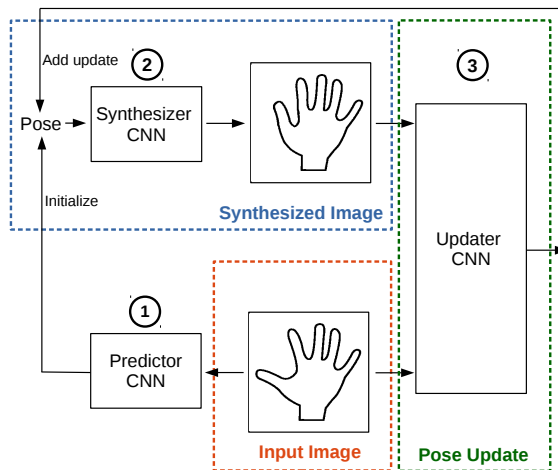 Add update
2
3
Pose
Synthesizer
CNN
Initialize
Synthesized Image
Updater
CNN
1
Predictor
CNN
Input Image
Pose Update